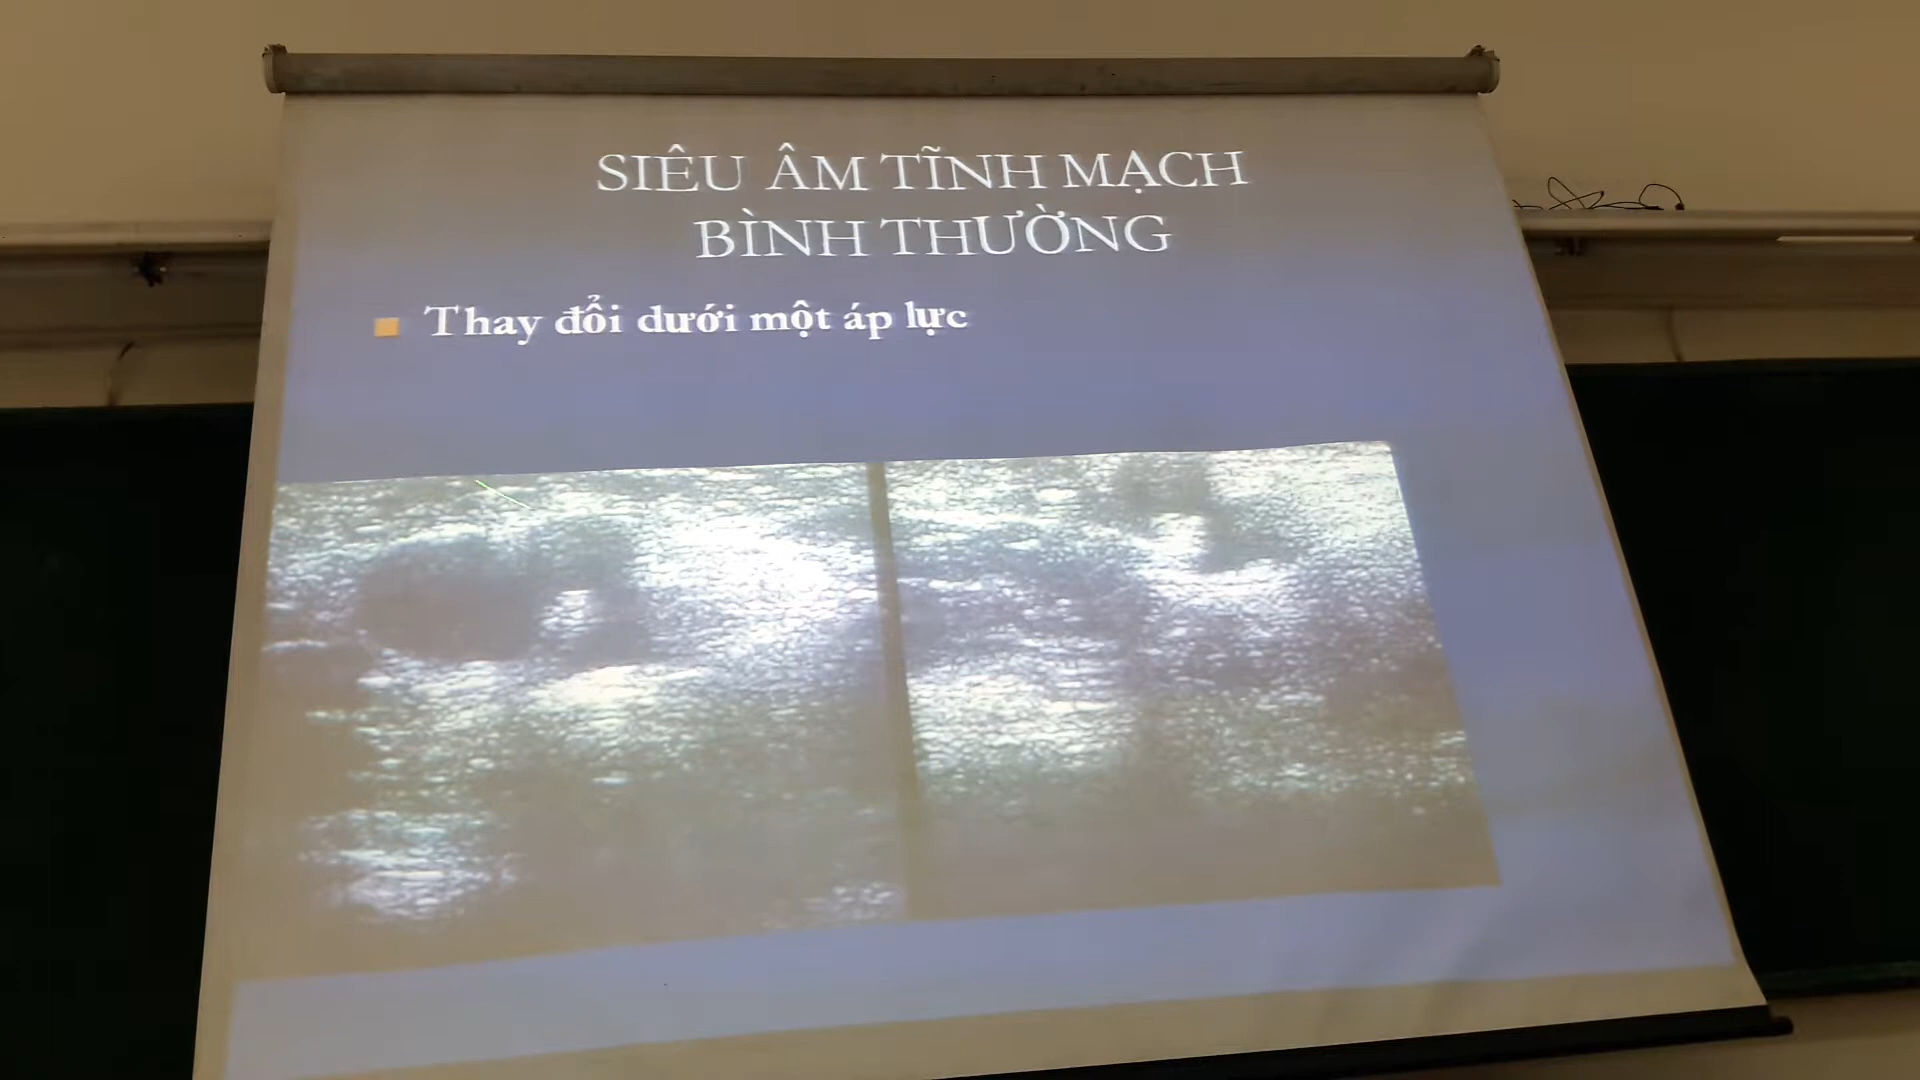 SIÊU ÂM TĨNH MẠCH
BÌNH THƯỜNG
Thay đổi dưới một áp lực